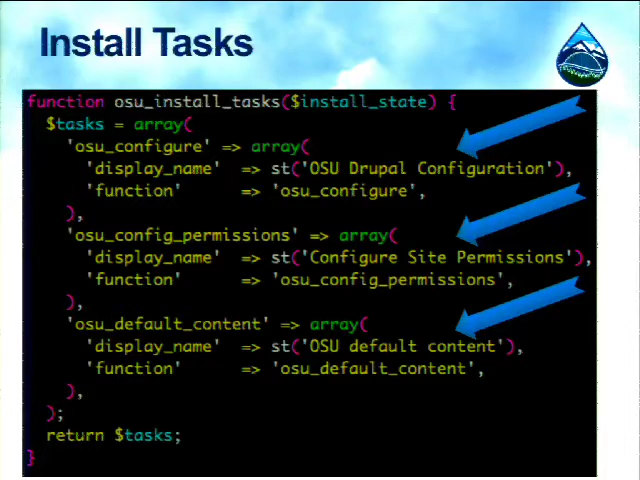 Install Tasks
function osu_install_tasks($install_state) {
$tasks = array(
'osu_configure' => array(
'display_name' => st('OSU Drupal Configuration'),
'function' => 'osu_configure',
),
'osu_config_permissions' => array(
'display_name' => st('Configure Site Permissions'),
'function' => 'osu_config_permissions',
),
'osu_default_content' => array(
'display_name' => st('OSU default content'),
'function' => 'osu_default_content',
),
);
return $tasks;
}